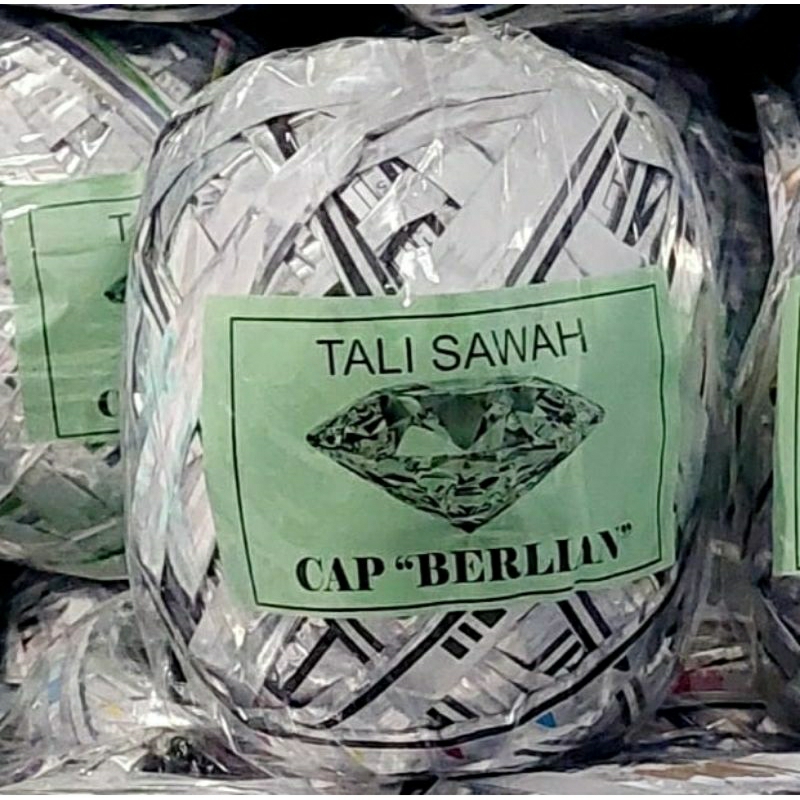 TALI SAWAH
CAP “BERLIAN”
T
C